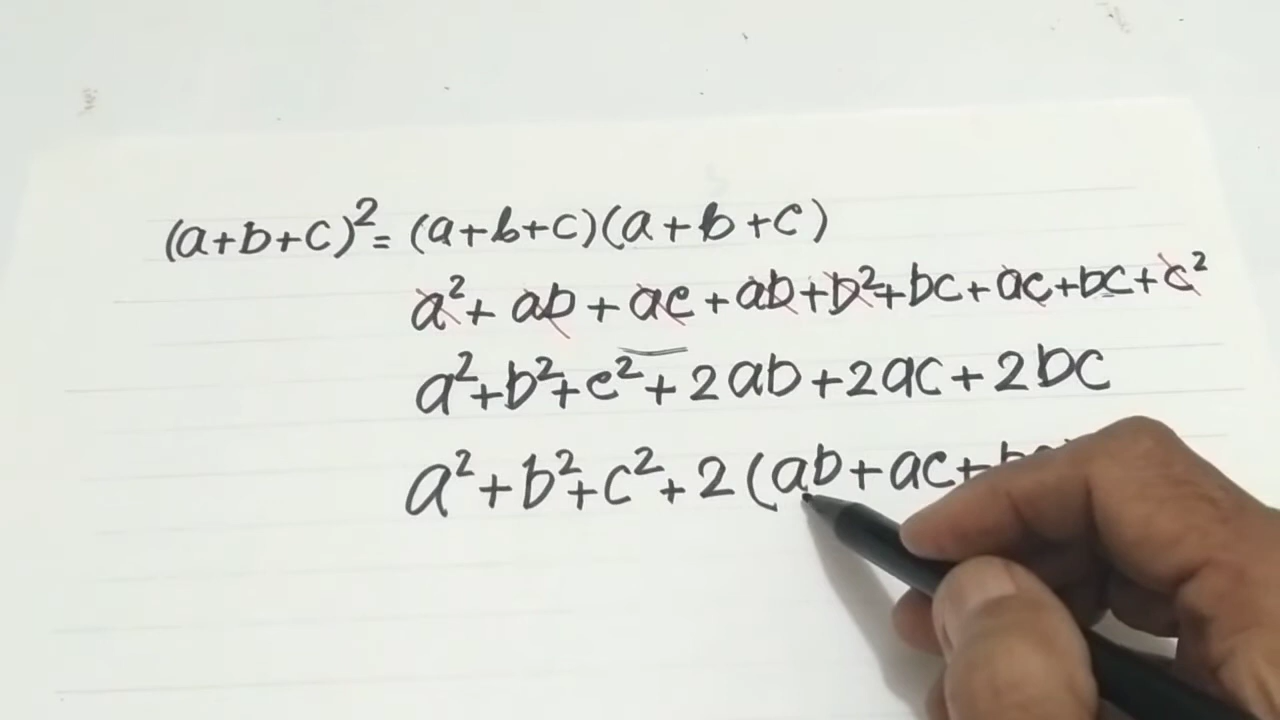 (a+b+c)²= (a+b+c)(a+b+c)
a²+ ab + ac + ab+b²+bc+ac+bc+c²
a²+b²+c²+2ab+2ac+2bc
a²+b²+c²+2(ab+ac+